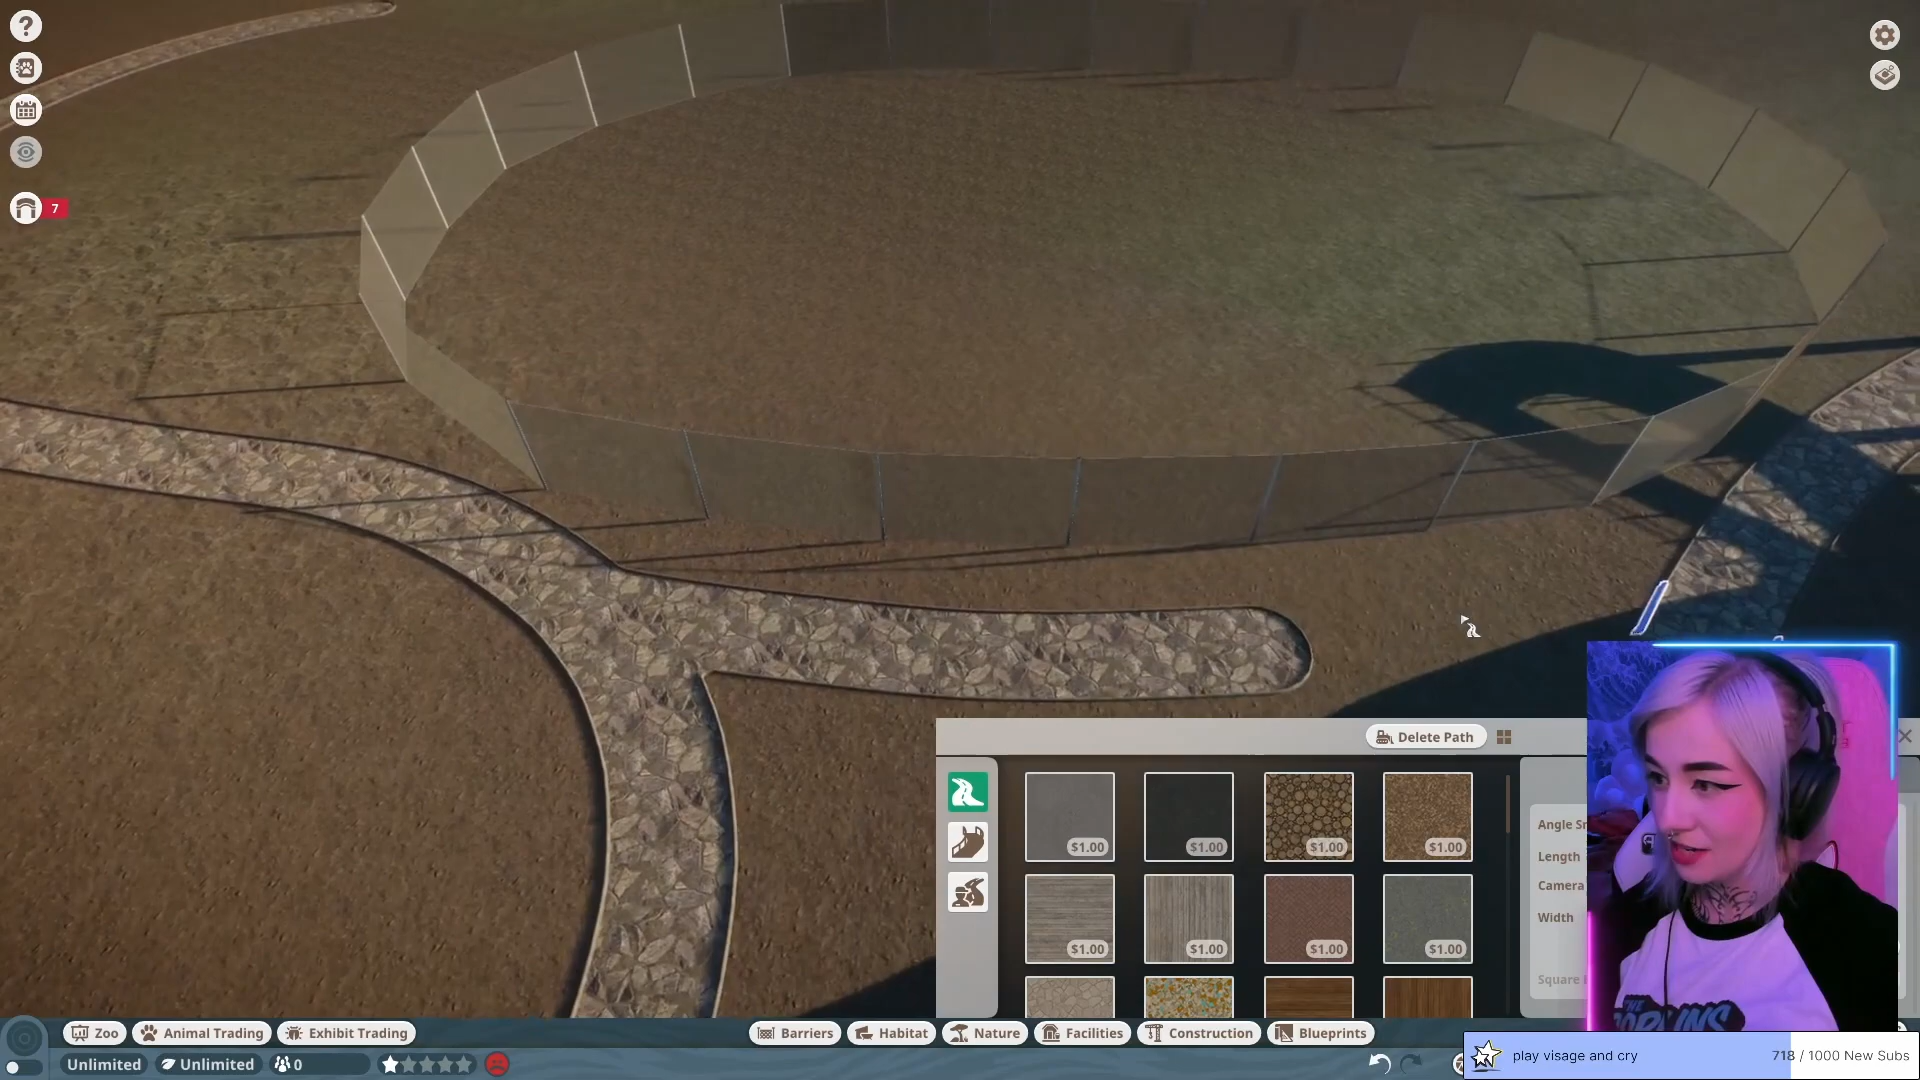 ?
7
Delete Path
$1.00
$1.00
$1.00
$1.00
$1.00
$1.00
$1.00
$1.00
Length
Camera
Width
Square
THE
Zoo
Animal Trading
Exhibit Trading
Barriers
Habitat
Nature
Facilities
Construction
Blueprints
Unlimited
Unlimited
0
play visage and cry
718 / 1000 New Subs